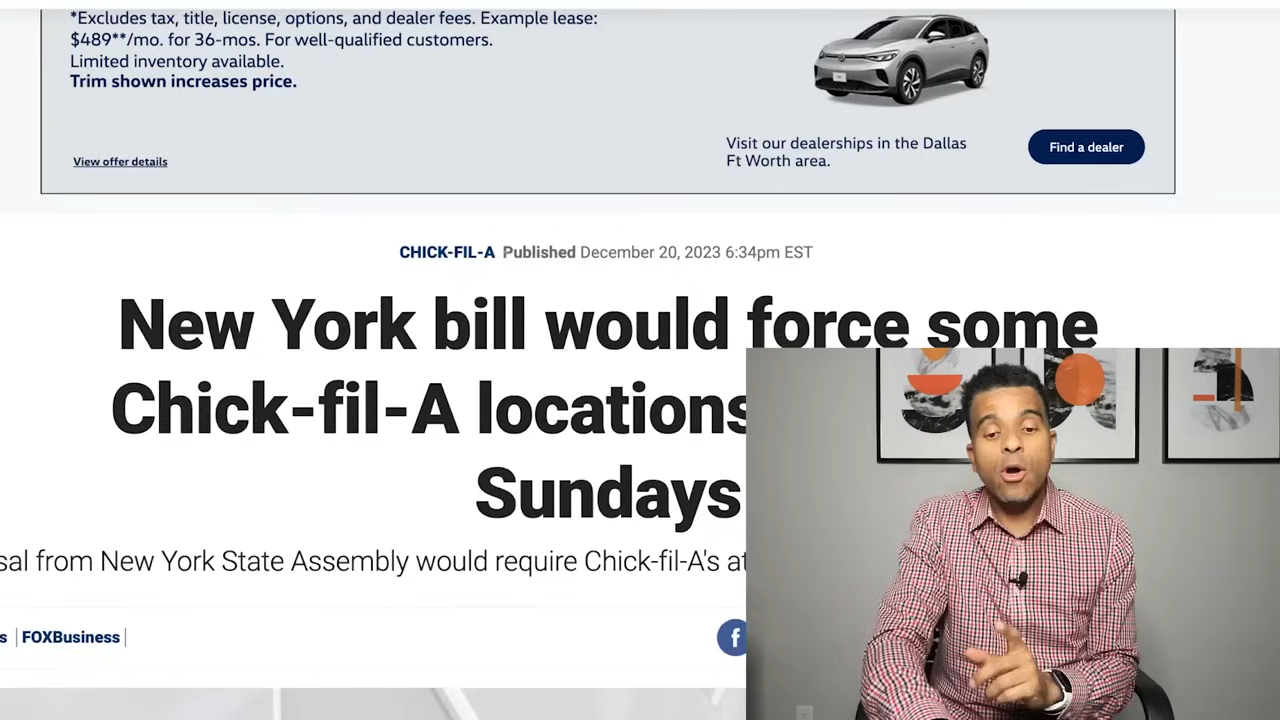 *Excludes tax, title, license, options, and dealer fees. Example lease:
$489**/mo. for 36-mos. For well-qualified customers.
Limited inventory available.
Trim shown increases price.
View offer details
Visit our dealerships in the Dallas
Ft Worth area.
Find a dealer
CHICK-FIL-A Published December 20, 2023 6:34pm EST
New York bill would force some
Chick-fil-A locations
Sundays
sal from New York State Assembly would require Chick-fil-A's at
s | FOXBusiness |
f